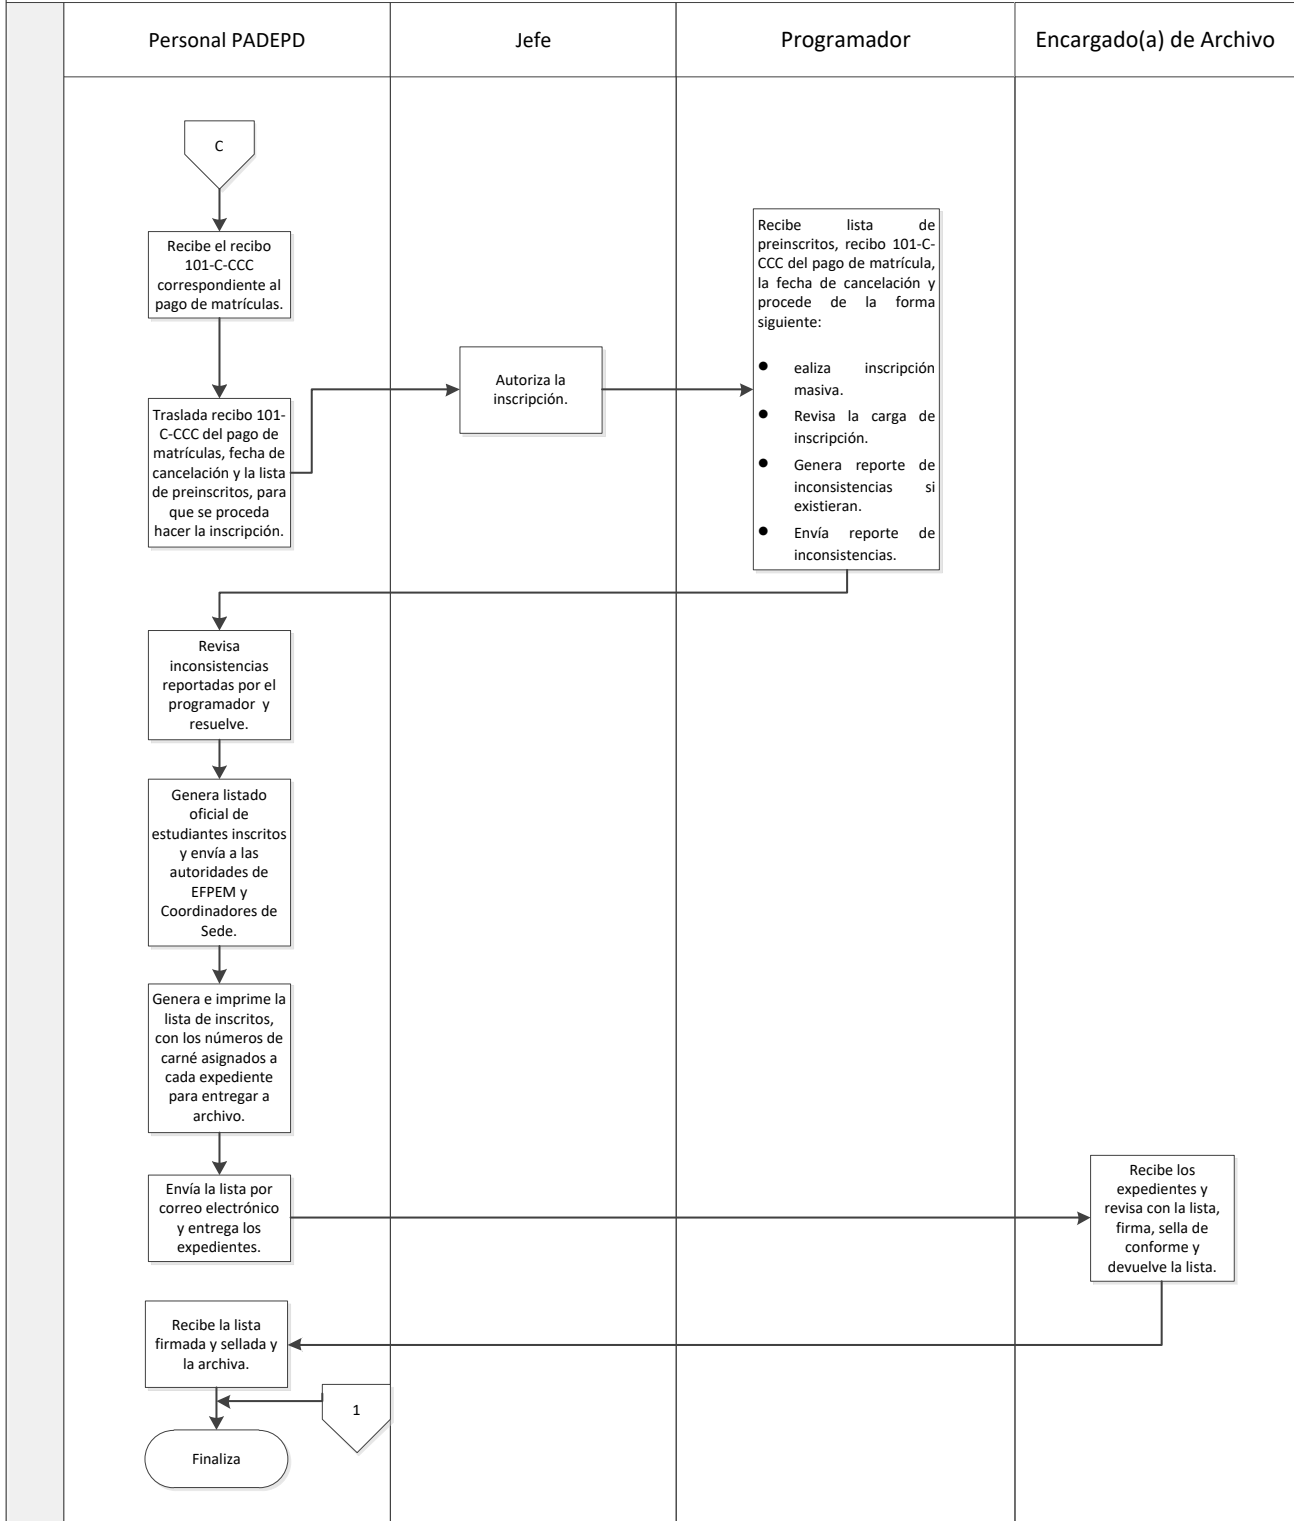 Personal PADEPD
Jefe
Programador
Encargado(a) de Archivo
C
Recibe el recibo
101-C-CCC
correspondiente al
pago de matrículas.
Traslada recibo 101-
C-CCC del pago de
matrículas, fecha de
cancelación y la lista
de preinscritos, para
que se proceda
hacer la inscripción.
Autoriza la
inscripción.
Recibe lista de
preinscritos, recibo 101-C-
CCC del pago de matrícula,
la fecha de cancelación y
procede de la forma
siguiente:
● ealiza inscripción
masiva.
● Revisa la carga de
inscripción.
● Genera reporte de
inconsistencias si
existieran.
● Envía reporte de
inconsistencias.
Revisa
inconsistencias
reportadas por el
programador y
resuelve.
Genera listado
oficial de
estudiantes inscritos
y envía a las
autoridades de
EFPEM y
Coordinadores de
Sede.
Genera e imprime la
lista de inscritos,
con los números de
carné asignados a
cada expediente
para entregar a
archivo.
Envía la lista por
correo electrónico
y entrega los
expedientes.
Recibe los
expedientes y
revisa con la lista,
firma, sella de
conforme y
devuelve la lista.
Recibe la lista
firmada y sellada y
la archiva.
1
Finaliza